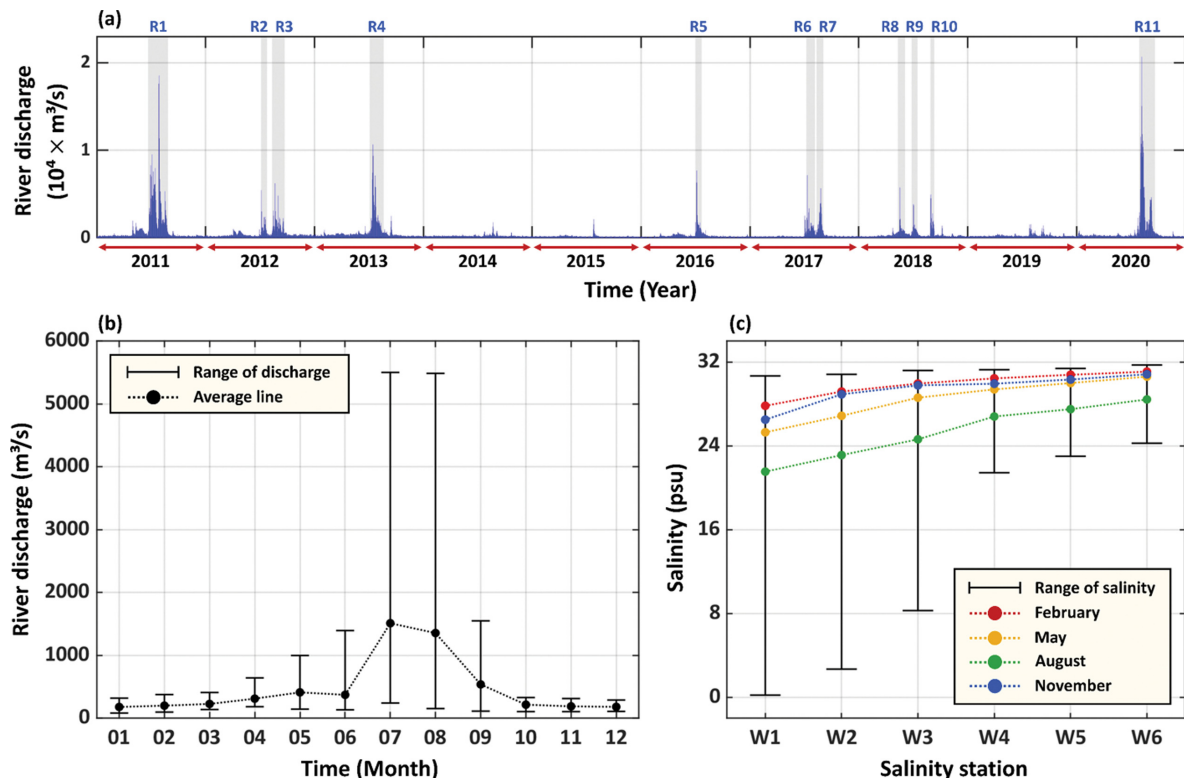 (a)
R1 R2 R3 R4 R5 R6 R7 R8 R9 R10 R11
River discharge
(10⁴ × m³/s)
2
1
0
2011 2012 2013 2014 2015 2016 2017 2018 2019 2020
Time (Year)
(b)
River discharge (m³/s)
6000
5000
4000
3000
2000
1000
0
Range of discharge
Average line
01 02 03 04 05 06 07 08 09 10 11 12
Time (Month)
(c)
Salinity (psu)
32
24
16
8
0
Range of salinity
February
May
August
November
W1 W2 W3 W4 W5 W6
Salinity station